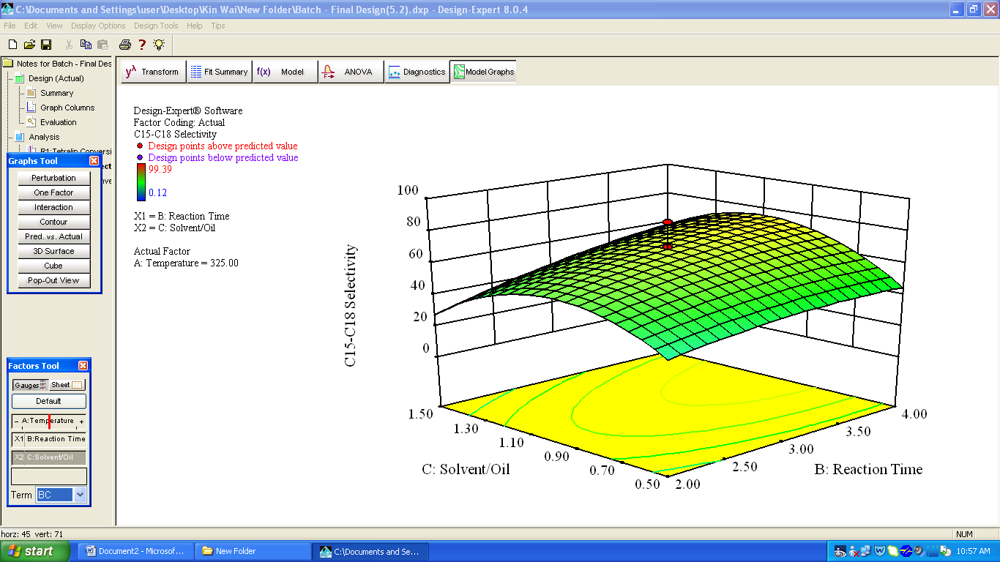 C:\Documents and Settings\user\Desktop\Kin Wai\New Folder\Batch - Final Design(5.2).dxp - Design-Expert 8.0.4
File Edit View Display Options Design Tools Help Tips
Notes for Batch - Final Des
Design (Actual)
Summary
Graph Columns
Evaluation
Analysis
R1:Tetralin Conversi
Graphs Tool
Perturbation
One Factor
Interaction
Contour
Pred. vs. Actual
3D Surface
Cube
Pop-Out View
Factors Tool
Gauges Sheet
Default
− A:Temperature +
X1 B:Reaction Time
X2 C:Solvent/Oil
Term BC
yλ Transform Fit Summary f(x) Model ANOVA Diagnostics Model Graphs
Design-Expert® Software
Factor Coding: Actual
C15-C18 Selectivity
Design points above predicted value
Design points below predicted value
99.39
0.12
X1 = B: Reaction Time
X2 = C: Solvent/Oil
Actual Factor
A: Temperature = 325.00
C15-C18 Selectivity
100
80
60
40
20
0
1.50
1.30
1.10
0.90
0.70
0.50
C: Solvent/Oil
2.00
2.50
3.00
3.50
4.00
B: Reaction Time
horz: 45 vert: 71
NUM
start
Document2 - Microsof...
New Folder
C:\Documents and Se...
10:57 AM